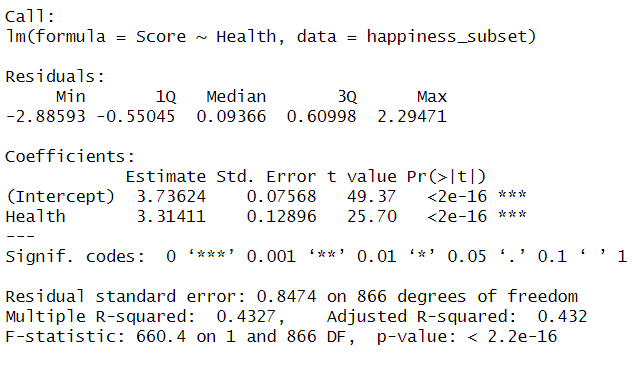 Call:
lm(formula = Score ~ Health, data = happiness_subset)
Residuals:
     Min       1Q   Median       3Q      Max
-2.88593 -0.55045  0.09366  0.60998  2.29471
Coefficients:
            Estimate Std. Error t value Pr(>|t|)
(Intercept)  3.73624    0.07568   49.37   <2e-16 ***
Health       3.31411    0.12896   25.70   <2e-16 ***
---
Signif. codes:  0 ‘***’ 0.001 ‘**’ 0.01 ‘*’ 0.05 ‘.’ 0.1 ‘ ’ 1
Residual standard error: 0.8474 on 866 degrees of freedom
Multiple R-squared:  0.4327,    Adjusted R-squared:  0.432
F-statistic: 660.4 on 1 and 866 DF,  p-value: < 2.2e-16